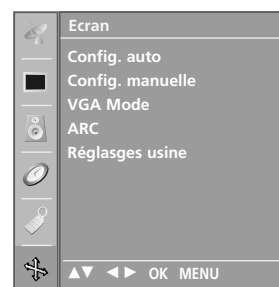 Ecran
Config. auto
Config. manuelle
VGA Mode
ARC
Réglasges usine
▲▼ ◄► OK MENU